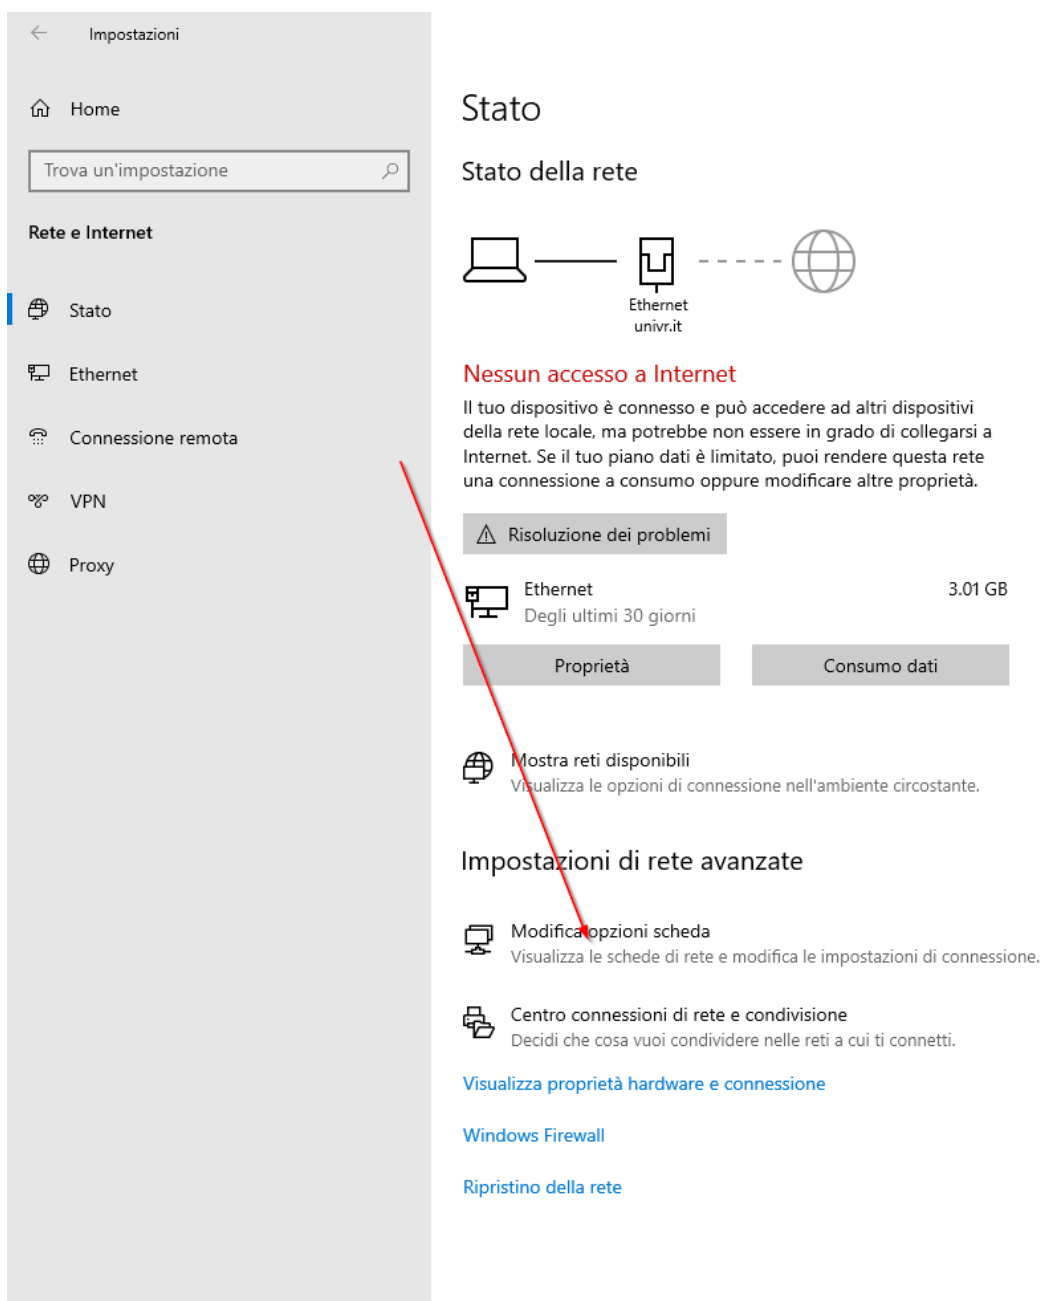 Impostazioni
Home
Trova un'impostazione
Rete e Internet
Stato
Ethernet
Connessione remota
VPN
Proxy
Stato
Stato della rete
Ethernet
univr.it
Nessun accesso a Internet
Il tuo dispositivo è connesso e può accedere ad altri dispositivi
della rete locale, ma potrebbe non essere in grado di collegarsi a
Internet. Se il tuo piano dati è limitato, puoi rendere questa rete
una connessione a consumo oppure modificare altre proprietà.
Risoluzione dei problemi
Ethernet 3.01 GB
Degli ultimi 30 giorni
Proprietà Consumo dati
Mostra reti disponibili
Visualizza le opzioni di connessione nell'ambiente circostante.
Impostazioni di rete avanzate
Modifica opzioni scheda
Visualizza le schede di rete e modifica le impostazioni di connessione.
Centro connessioni di rete e condivisione
Decidi che cosa vuoi condividere nelle reti a cui ti connetti.
Visualizza proprietà hardware e connessione
Windows Firewall
Ripristino della rete